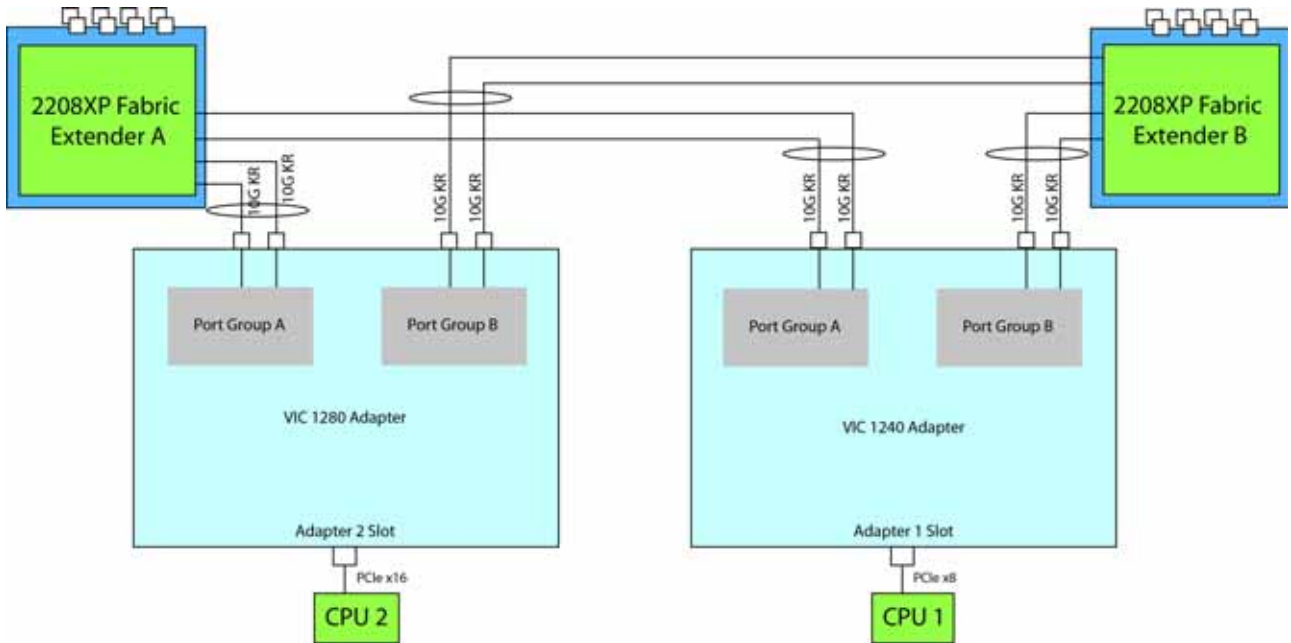 2208XP Fabric
Extender A
2208XP Fabric
Extender B
10G KR
10G KR
10G KR
10G KR
10G KR
10G KR
10G KR
10G KR
Port Group A
Port Group B
Port Group A
Port Group B
VIC 1280 Adapter
VIC 1240 Adapter
Adapter 2 Slot
Adapter 1 Slot
PCIe x16
PCIe x8
CPU 2
CPU 1